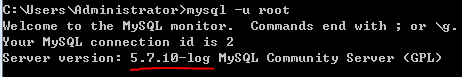 C:\Users\Administrator>mysql -u root
Welcome to the MySQL monitor.  Commands end with ; or \g.
Your MySQL connection id is 2
Server version: 5.7.10-log MySQL Community Server (GPL)